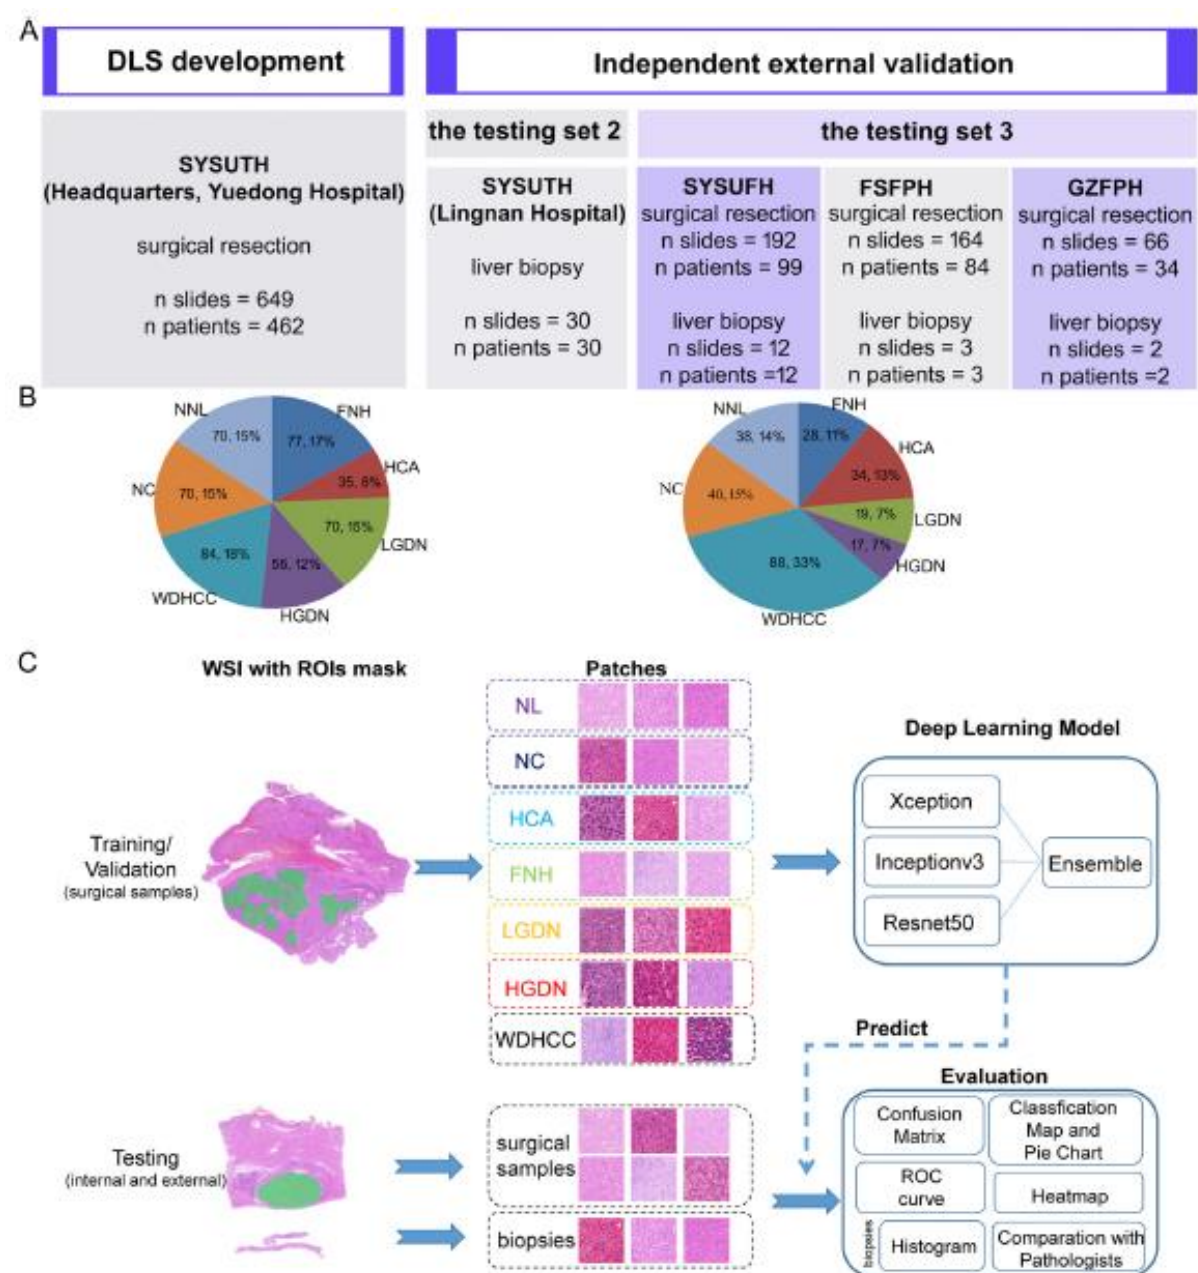 A
DLS development
Independent external validation
SYSUTH
(Headquarters, Yuedong Hospital)
surgical resection
n slides = 649
n patients = 462
the testing set 2
the testing set 3
SYSUTH
(Lingnan Hospital)
liver biopsy
n slides = 30
n patients = 30
SYSUFH
surgical resection
n slides = 192
n patients = 99
liver biopsy
n slides = 12
n patients =12
FSFPH
surgical resection
n slides = 164
n patients = 84
liver biopsy
n slides = 3
n patients = 3
GZFPH
surgical resection
n slides = 66
n patients = 34
liver biopsy
n slides = 2
n patients =2
B
NNL
FNH
70, 15%
77, 17%
HCA
35, 8%
NC
70, 15%
70, 15%
LGDN
84, 18%
56, 12%
WDHCC
HGDN
NNL
FNH
38, 14%
28, 11%
HCA
34, 13%
NC
40, 15%
19, 7%
LGDN
17, 7%
HGDN
88, 33%
WDHCC
C
WSI with ROIs mask
Patches
NL
NC
HCA
FNH
LGDN
HGDN
WDHCC
Training/
Validation
(surgical samples)
Deep Learning Model
Xception
Inceptionv3
Resnet50
Ensemble
Predict
Testing
(internal and external)
surgical
samples
biopsies
Evaluation
Confusion
Matrix
Classfication
Map and
Pie Chart
ROC
curve
Heatmap
biopsies
Histogram
Comparation with
Pathologists